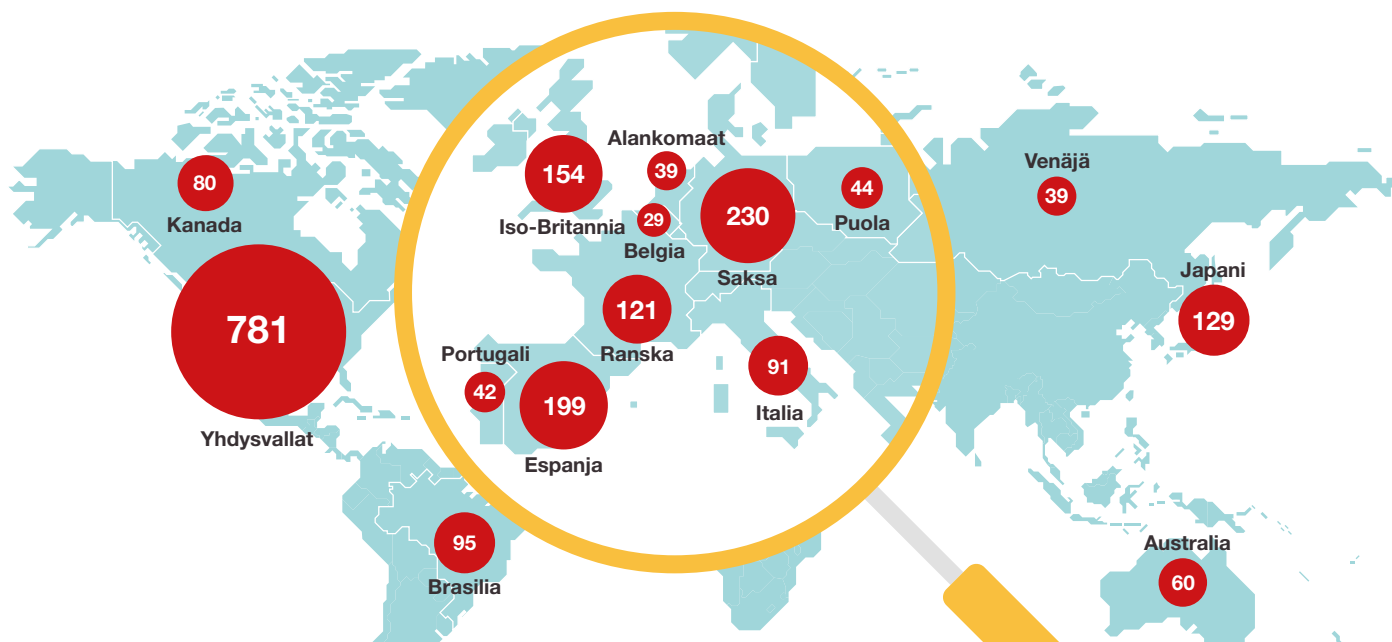 80
Kanada
781
Yhdysvallat
95
Brasilia
154
Iso-Britannia
Alankomaat
39
29
Belgia
230
Saksa
44
Puola
121
Ranska
Portugali
42
199
Espanja
91
Italia
Venäjä
39
Japani
129
Australia
60